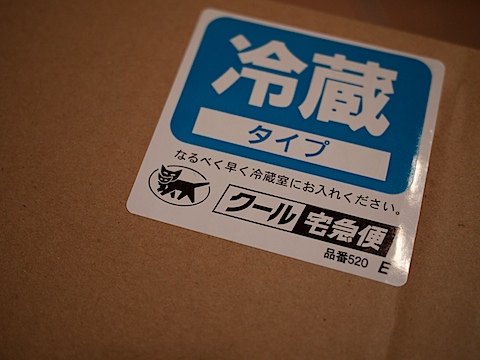 冷蔵
タイプ
なるべく早く冷蔵室にお入れください。
クール宅急便
品番520 E